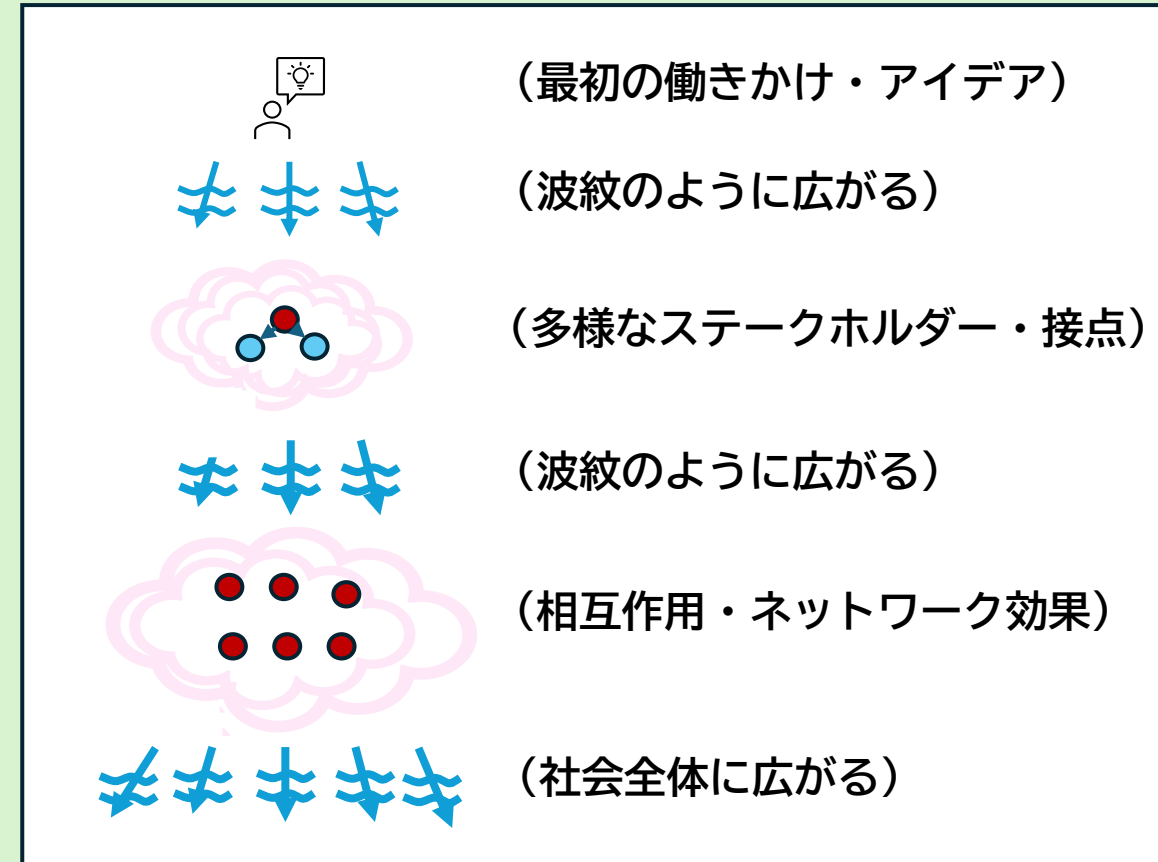 （最初の働きかけ・アイデア）
（波紋のように広がる）
（多様なステークホルダー・接点）
（波紋のように広がる）
（相互作用・ネットワーク効果）
（社会全体に広がる）